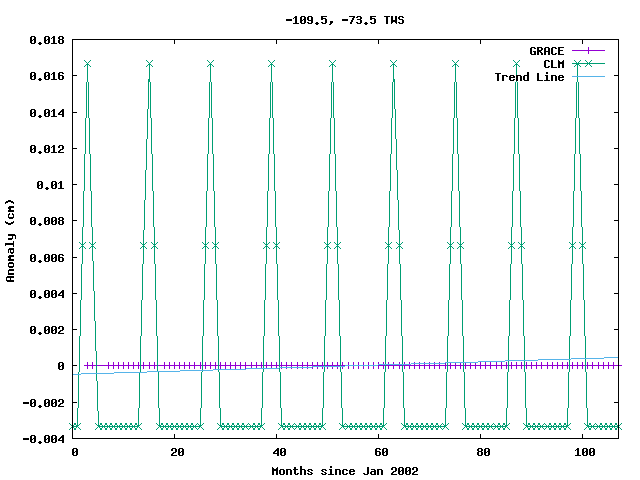 -109.5, -73.5 TWS
0.018
0.016
0.014
0.012
0.01
0.008
0.006
0.004
0.002
0
-0.002
-0.004
Anomaly (cm)
GRACE
CLM
Trend Line
0 20 40 60 80 100
Months since Jan 2002